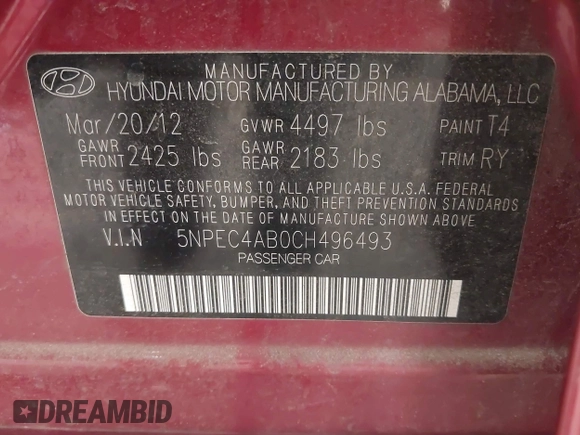 MANUFACTURED BY
HYUNDAI MOTOR MANUFACTURING ALABAMA, LLC
Mar/20/12 GVWR 4497 lbs PAINT T4
GAWR FRONT 2425 lbs GAWR REAR 2183 lbs TRIM RY
THIS VEHICLE CONFORMS TO ALL APPLICABLE U.S.A. FEDERAL
MOTOR VEHICLE SAFETY, BUMPER, AND THEFT PREVENTION STANDARDS
IN EFFECT ON THE DATE OF MANUFACTURE SHOWN ABOVE.
V.I.N 5NPEC4AB0CH496493
PASSENGER CAR
DREAMBID